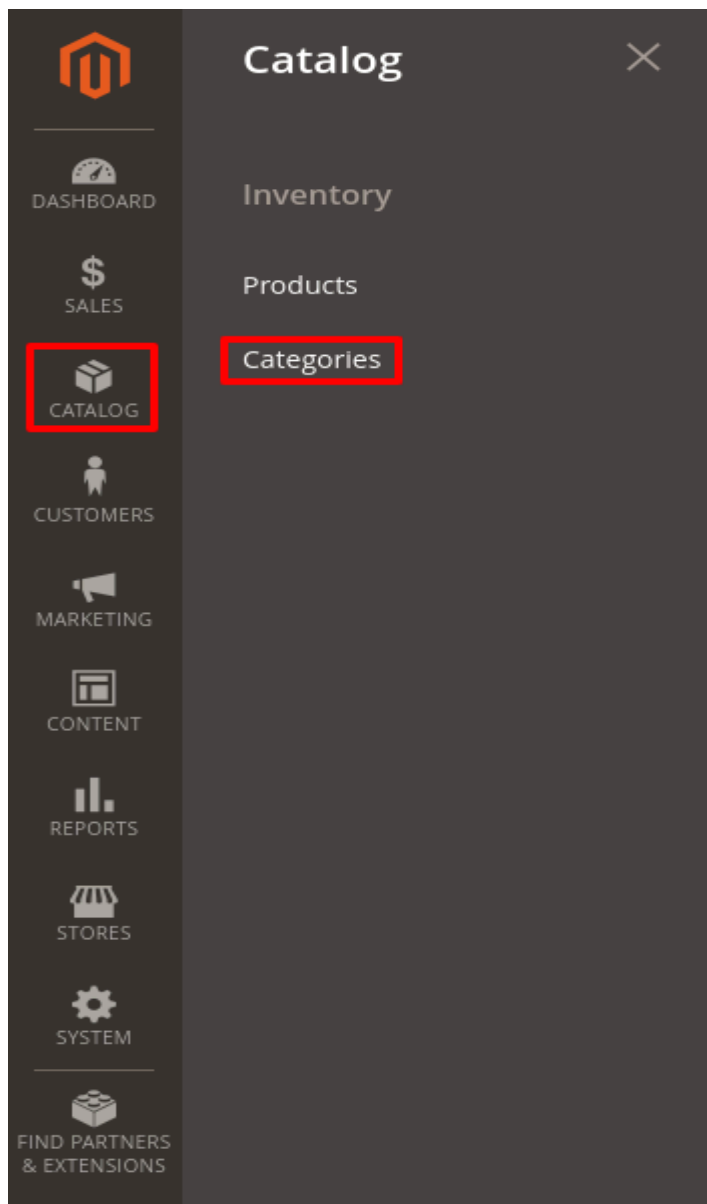 Catalog
DASHBOARD
SALES
CATALOG
CUSTOMERS
MARKETING
CONTENT
REPORTS
STORES
SYSTEM
FIND PARTNERS
& EXTENSIONS
Inventory
Products
Categories